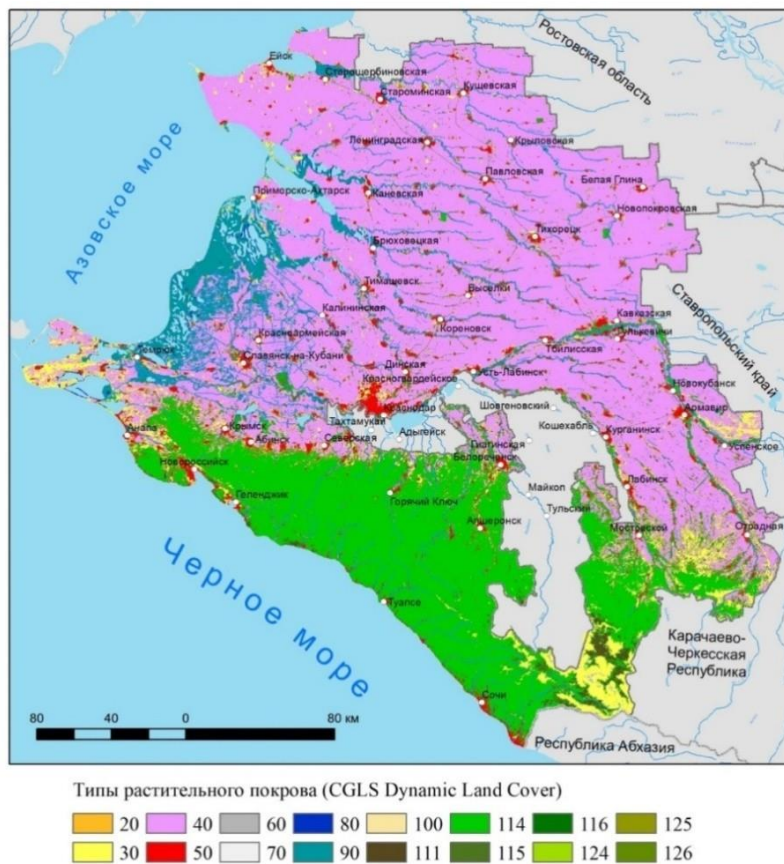 Ростовская область
Ейск
Старощербиновская
Староминская
Кущевская
Ленинградская
Крыловская
Азовское море
Павловская
Белая Глина
Приморско-Ахтарск
Каневская
Новопокровская
Тихорецк
Брюховецкая
Тимашевск
Выселки
Ставропольский край
Калининская
Кореновск
Кавказская
Гулькевичи
Красноармейская
Тбилисская
Темрюк
Славянск-на-Кубани
Динская
Усть-Лабинск
Красногвардейское
Новокубанск
Краснодар
Шовгеновский
Армавир
Тахтамукай
Анапа
Крымск
Адыгейск
Кошехабль
Курганинск
Абинск
Северская
Гиагинская
Успенское
Белореченск
Новороссийск
Лабинск
Майкоп
Геленджик
Горячий Ключ
Тульский
Апшеронск
Мостовской
Отрадная
Черное море
Туапсе
Карачаево-
Черкесская
Республика
Сочи
80 40 0 80 км
Республика Абхазия
Типы растительного покрова (CGLS Dynamic Land Cover)
20 40 60 80 100 114 116 125
30 50 70 90 111 115 124 126